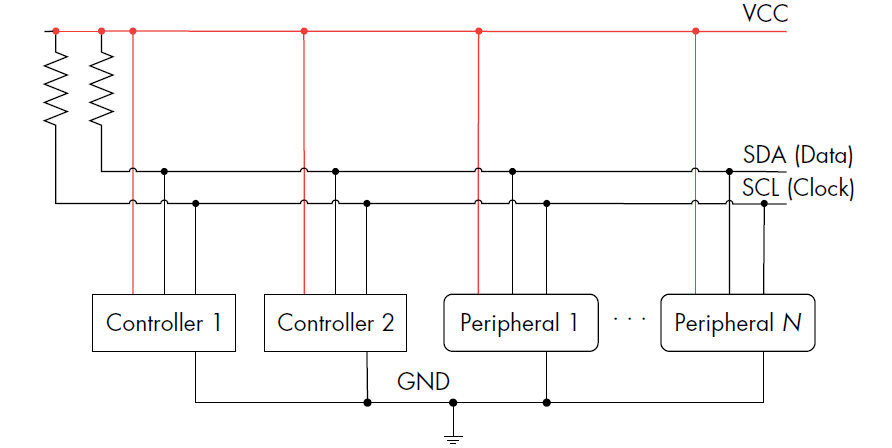 VCC
SDA (Data)
SCL (Clock)
Controller 1
Controller 2
Peripheral 1
. . .
Peripheral N
GND